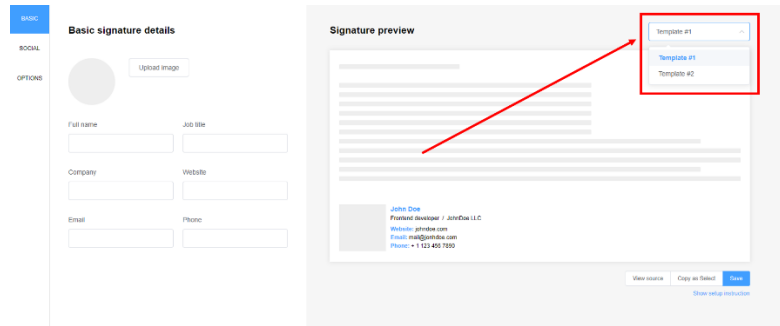 BASIC
SOCIAL
OPTIONS
Basic signature details
Upload image
Full name
Job title
Company
Website
Email
Phone
Signature preview
Template #1
Template #1
Template #2
John Doe
Frontend developer / JohnDoe LLC
Website: johndoe.com
Email: mail@johndoe.com
Phone: + 1 123 456 7890
View source
Copy as Select
Save
Show setup instruction